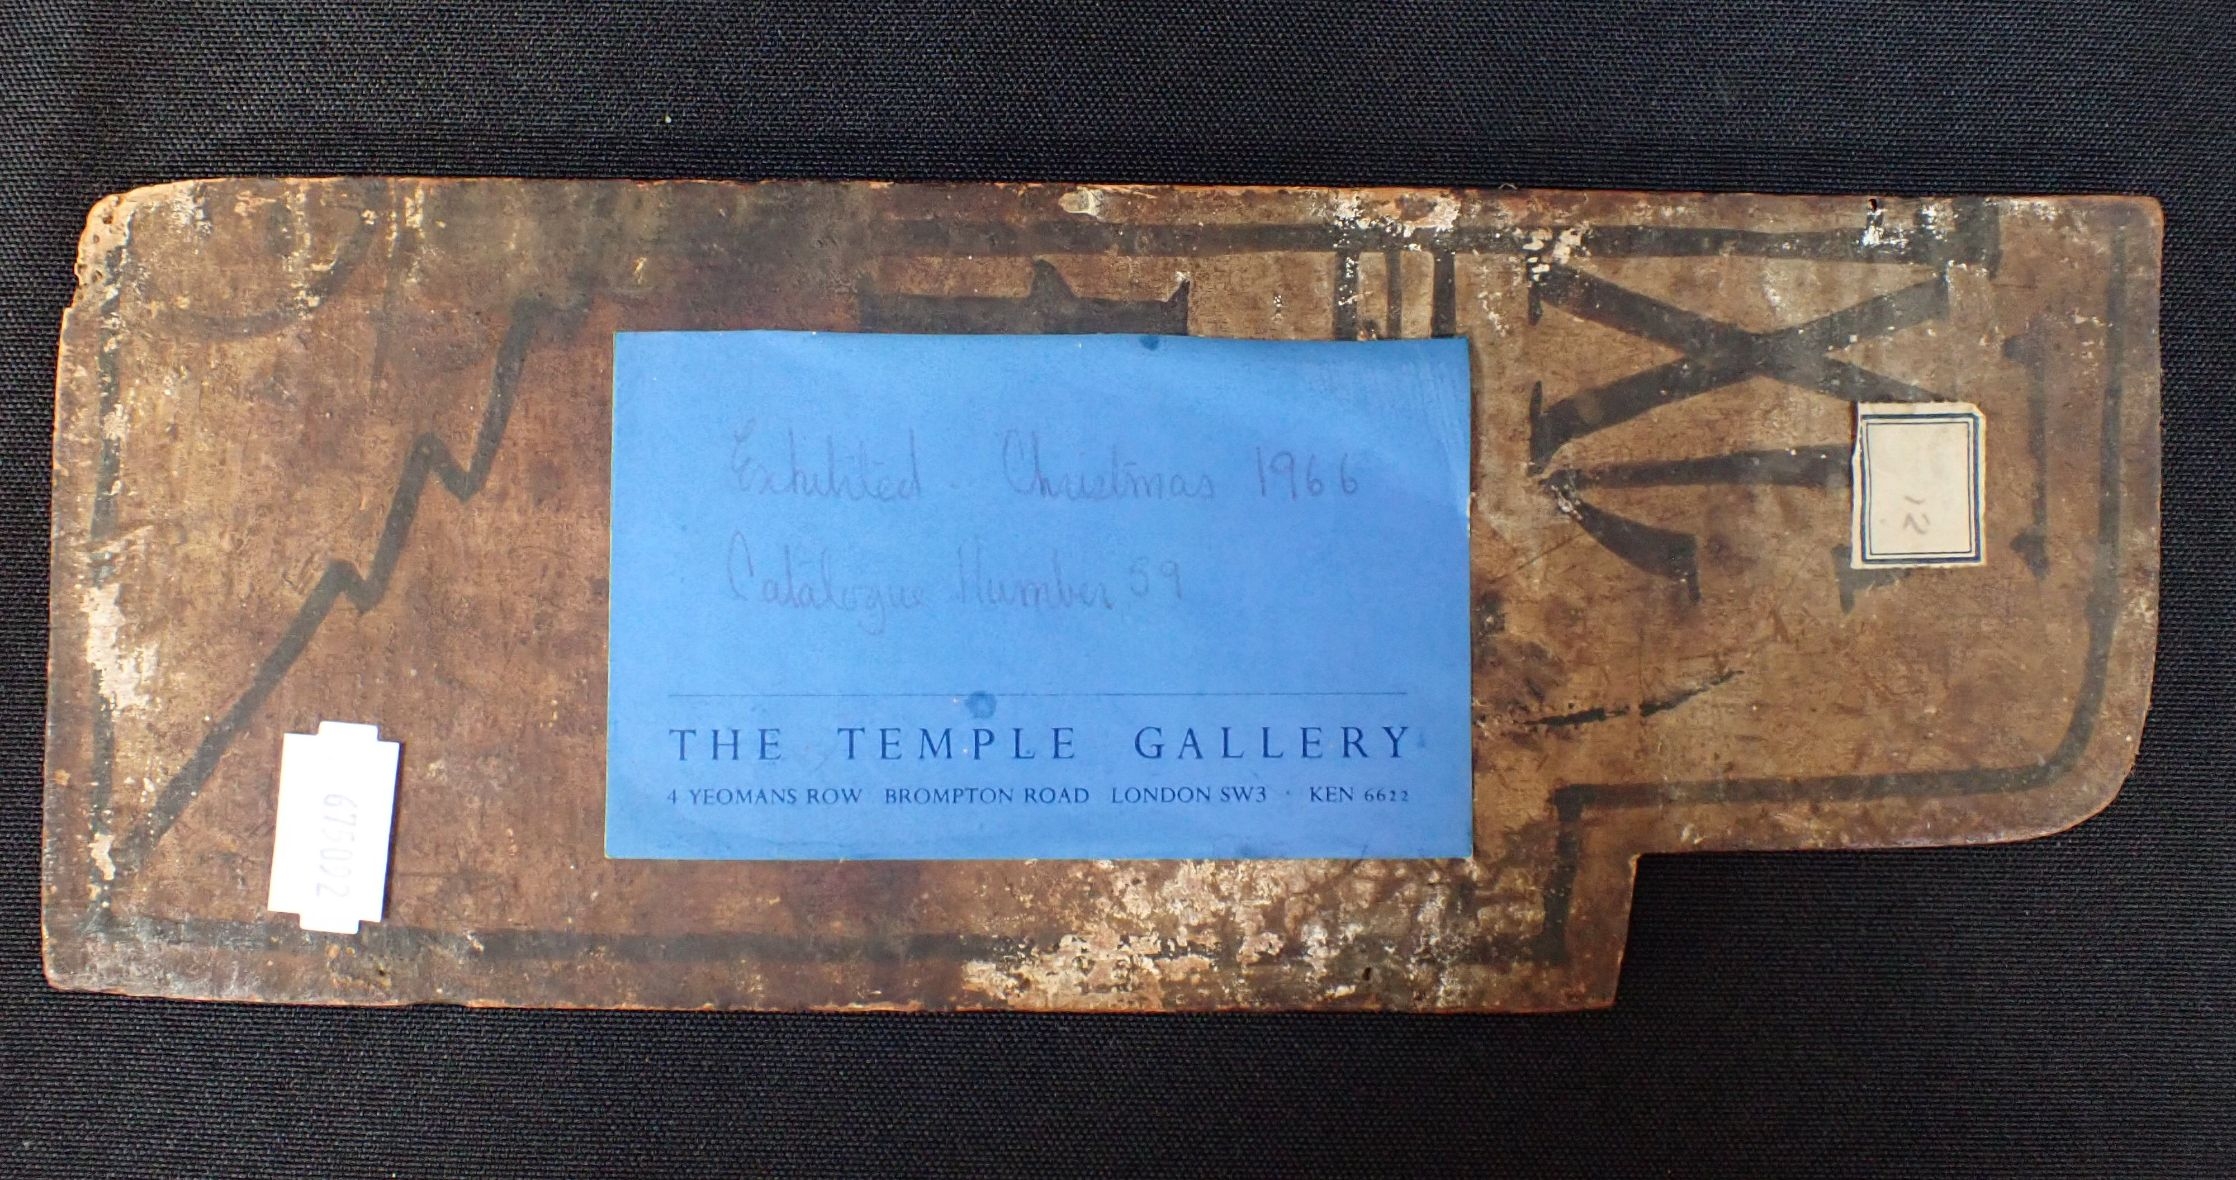 Exhibited - Christmas 1966
Catalogue Number 59
THE TEMPLE GALLERY
4 YEOMANS ROW BROMPTON ROAD LONDON SW3 · KEN 6622
12
675002